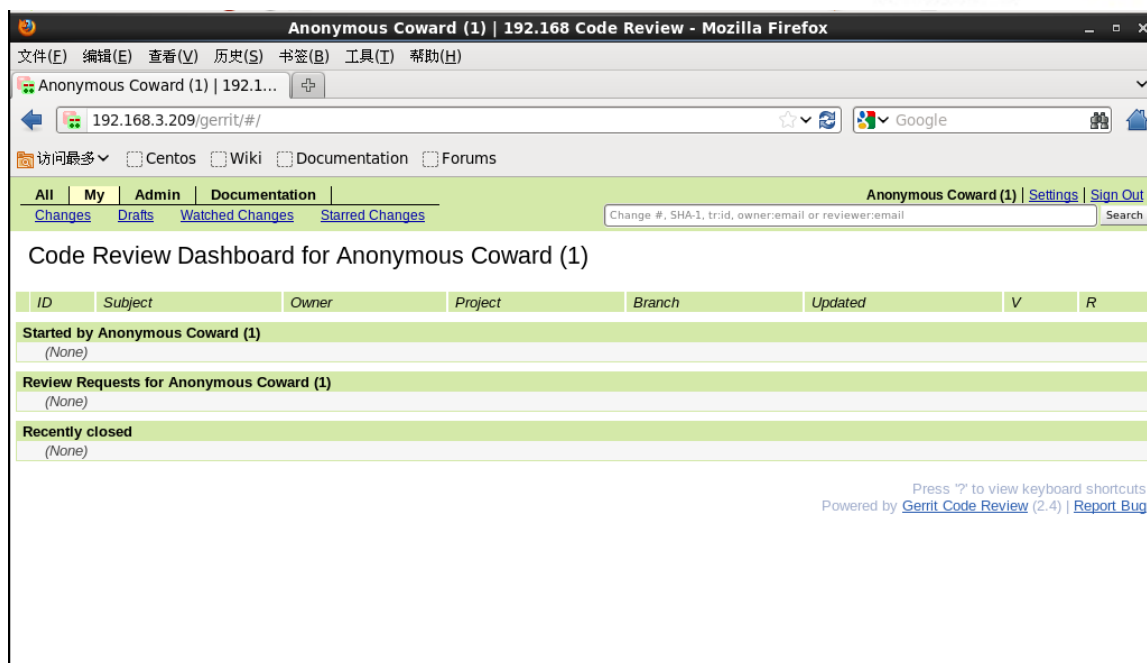 Anonymous Coward (1) | 192.168 Code Review - Mozilla Firefox
文件(F) 编辑(E) 查看(V) 历史(S) 书签(B) 工具(T) 帮助(H)
Anonymous Coward (1) | 192.1...
192.168.3.209/gerrit/#/ Google
访问最多 Centos Wiki Documentation Forums
All My Admin Documentation Anonymous Coward (1) | Settings | Sign Out
Changes Drafts Watched Changes Starred Changes Change #, SHA-1, tr:id, owner:email or reviewer:email Search
Code Review Dashboard for Anonymous Coward (1)
ID Subject Owner Project Branch Updated V R
Started by Anonymous Coward (1)
(None)
Review Requests for Anonymous Coward (1)
(None)
Recently closed
(None)
Press '?' to view keyboard shortcuts
Powered by Gerrit Code Review (2.4) | Report Bug